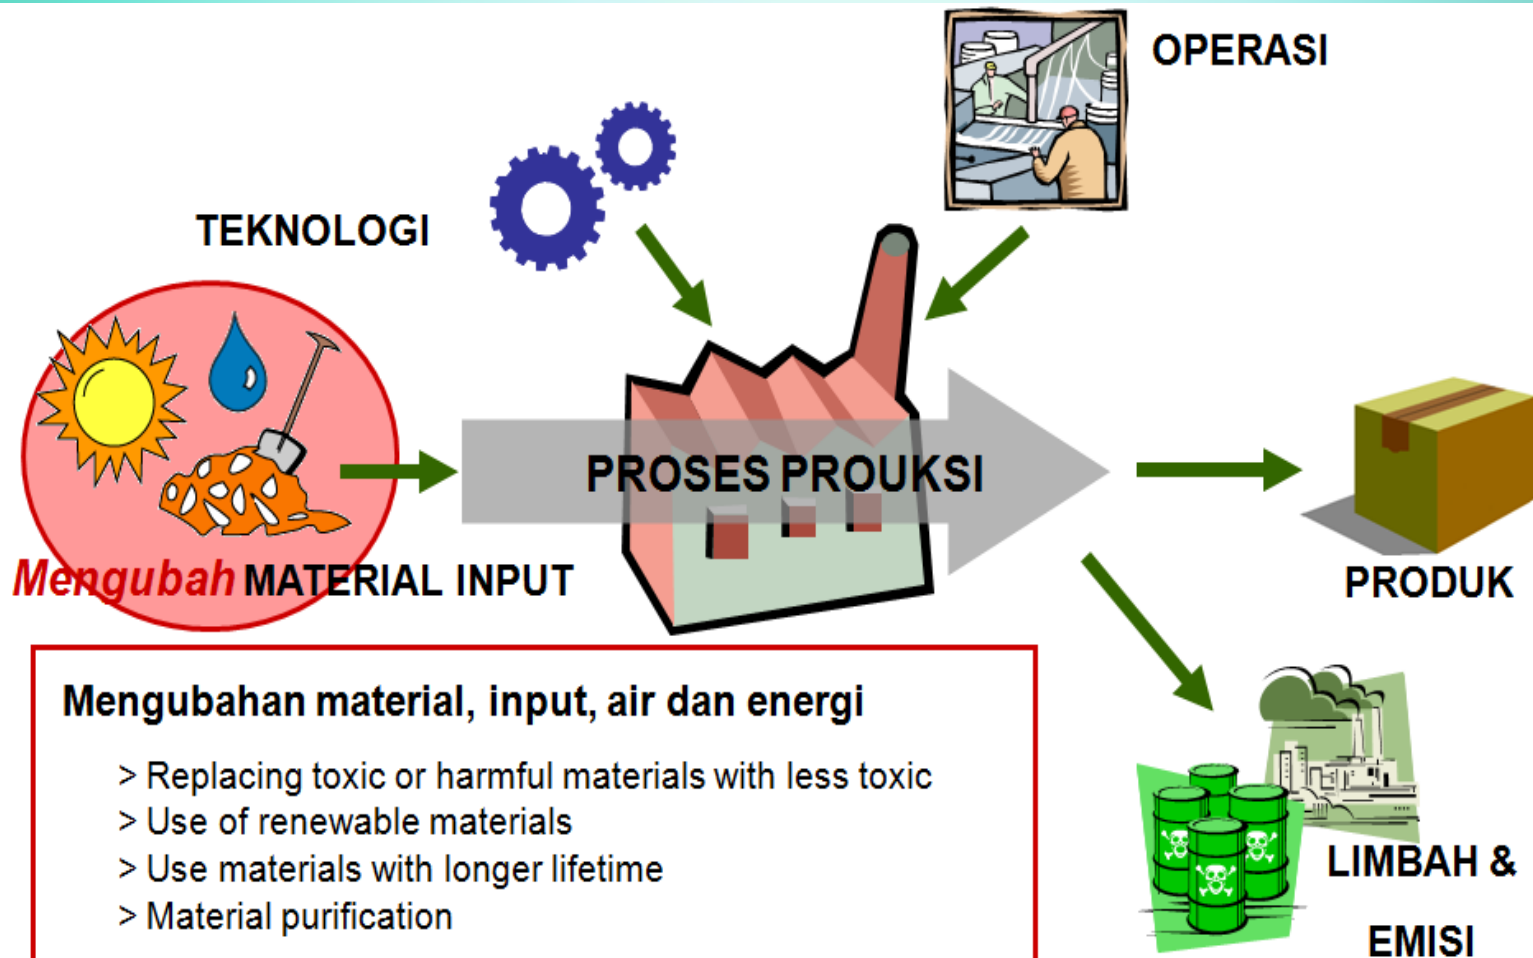 OPERASI
TEKNOLOGI
PROSES PROUKSI
Mengubah MATERIAL INPUT
PRODUK
Mengubahan material, input, air dan energi
> Replacing toxic or harmful materials with less toxic
> Use of renewable materials
> Use materials with longer lifetime
> Material purification
LIMBAH &
EMISI